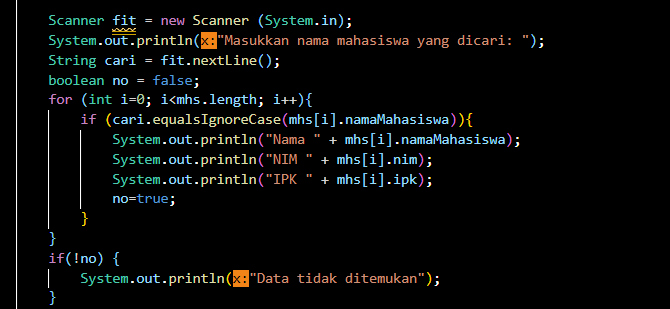 Scanner fit = new Scanner (System.in);
System.out.println(x:"Masukkan nama mahasiswa yang dicari: ");
String cari = fit.nextLine();
boolean no = false;
for (int i=0; i<mhs.length; i++){
if (cari.equalsIgnoreCase(mhs[i].namaMahasiswa)){
System.out.println("Nama " + mhs[i].namaMahasiswa);
System.out.println("NIM " + mhs[i].nim);
System.out.println("IPK " + mhs[i].ipk);
no=true;
}
}
if(!no) {
System.out.println(x:"Data tidak ditemukan");
}